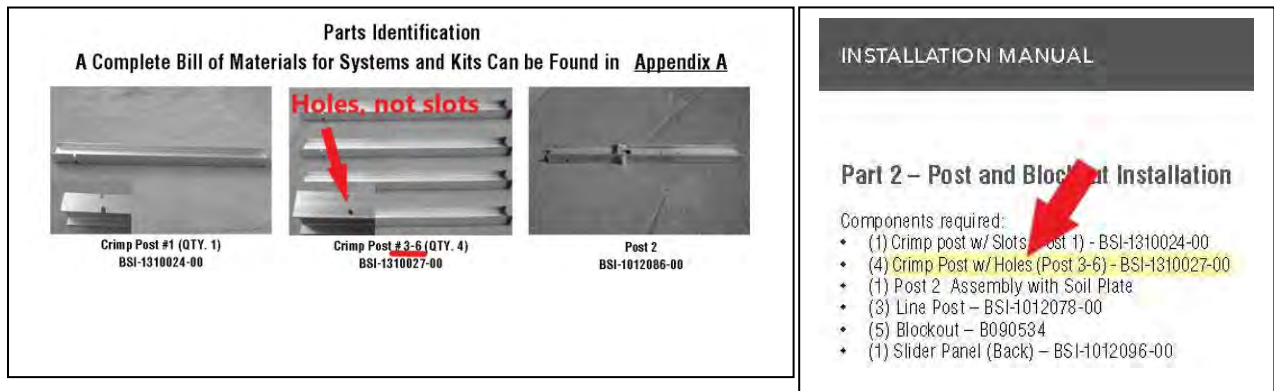 Parts Identification
A Complete Bill of Materials for Systems and Kits Can be Found in Appendix A
Holes, not slots
Crimp Post #1 (QTY. 1)
BSI-1310024-00
Crimp Post # 3-6 (QTY. 4)
BSI-1310027-00
Post 2
BSI-1012086-00
INSTALLATION MANUAL
Part 2 – Post and Block ut Installation
Components required:
• (1) Crimp post w/ Slots ost 1) - BSI-1310024-00
• (4) Crimp Post w/ Holes (Post 3-6) - BSI-1310027-00
• (1) Post 2 Assembly with Soil Plate
• (3) Line Post – BSI-1012078-00
• (5) Blockout – B090534
• (1) Slider Panel (Back) – BSI-1012096-00